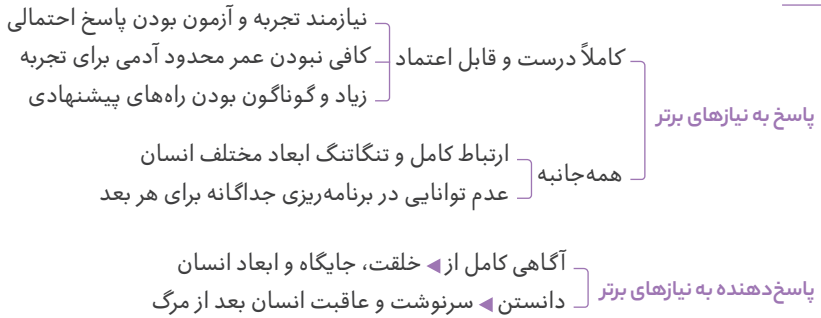 نیازمند تجربه و آزمون بودن پاسخ احتمالی
کاملاً درست و قابل اعتماد
کافی نبودن عمر محدود آدمی برای تجربه
زیاد و گوناگون بودن راه‌های پیشنهادی
پاسخ به نیازهای برتر
ارتباط کامل و تنگاتنگ ابعاد مختلف انسان
همه‌جانبه
عدم توانایی در برنامه‌ریزی جداگانه برای هر بعد
آگاهی کامل از ◄ خلقت، جایگاه و ابعاد انسان
پاسخ‌دهنده به نیازهای برتر
دانستن ◄ سرنوشت و عاقبت انسان بعد از مرگ